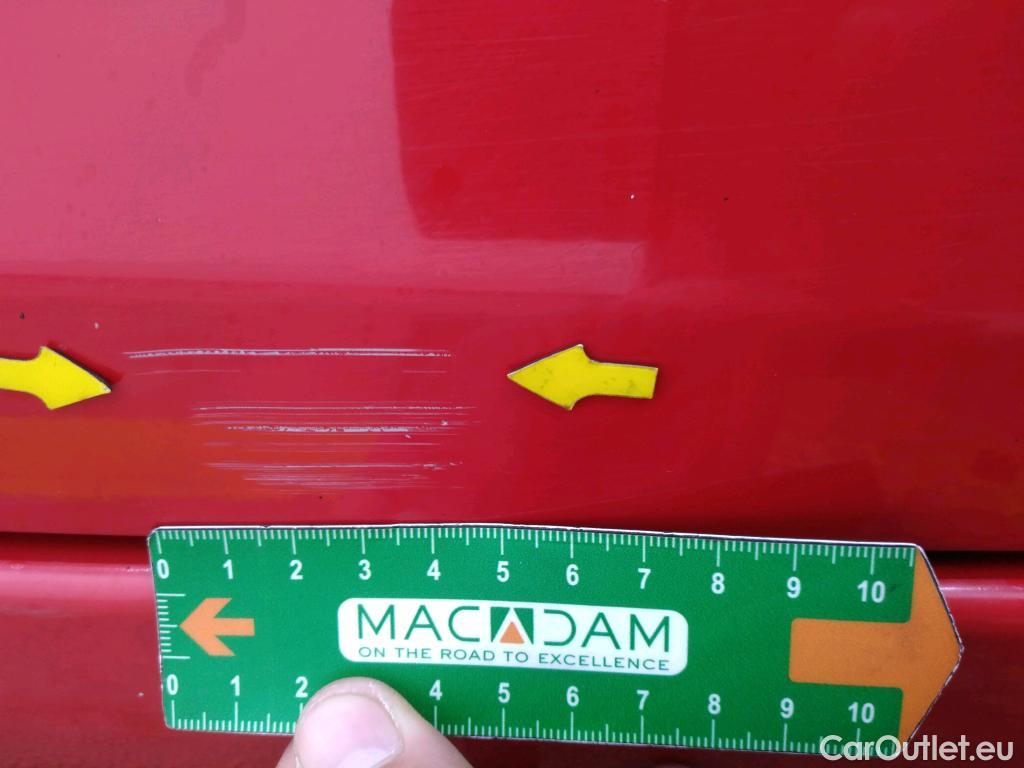 0 1 2 3 4 5 6 7 8 9 10
MACADAM
ON THE ROAD TO EXCELLENCE
0 1 2 4 5 6 7 8 9 10
CarOutlet.eu